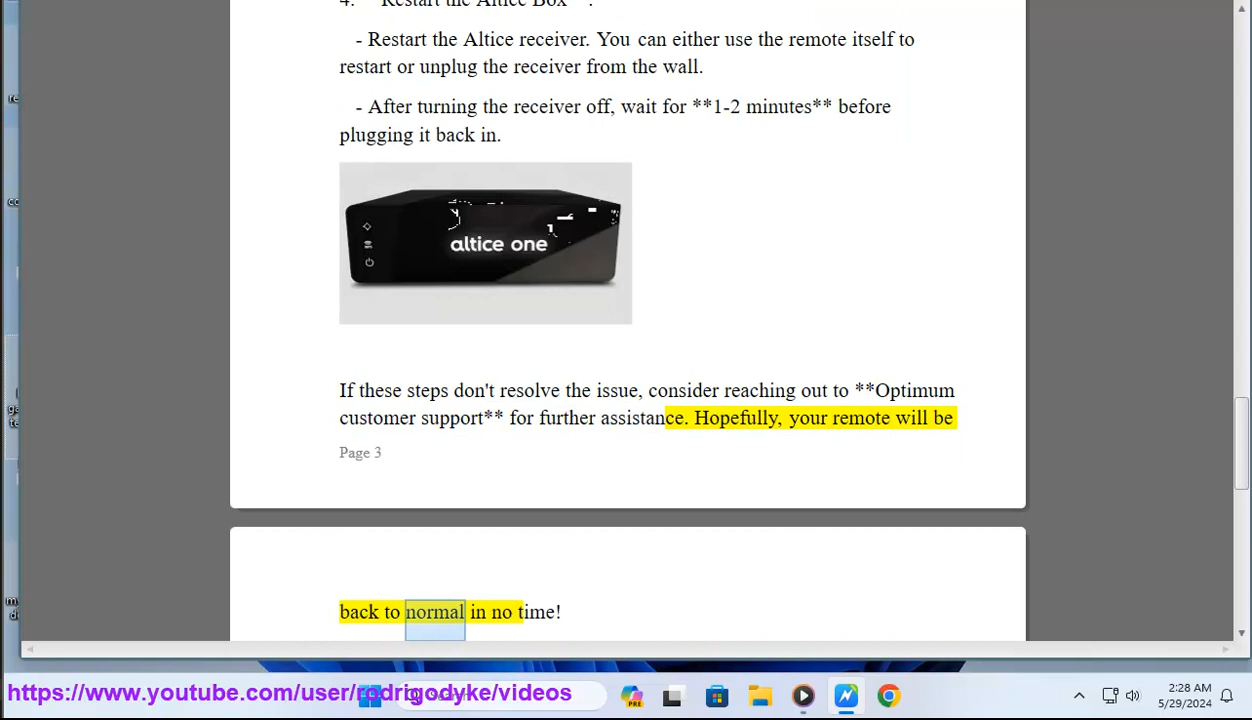 4. **Restart the Altice Box**:
- Restart the Altice receiver. You can either use the remote itself to
restart or unplug the receiver from the wall.
- After turning the receiver off, wait for **1-2 minutes** before
plugging it back in.
altice one
If these steps don't resolve the issue, consider reaching out to **Optimum
customer support** for further assistance. Hopefully, your remote will be
Page 3
back to normal in no time!
https://www.youtube.com/user/rodrigodyke/videos
PRE
2:28 AM
5/29/2024